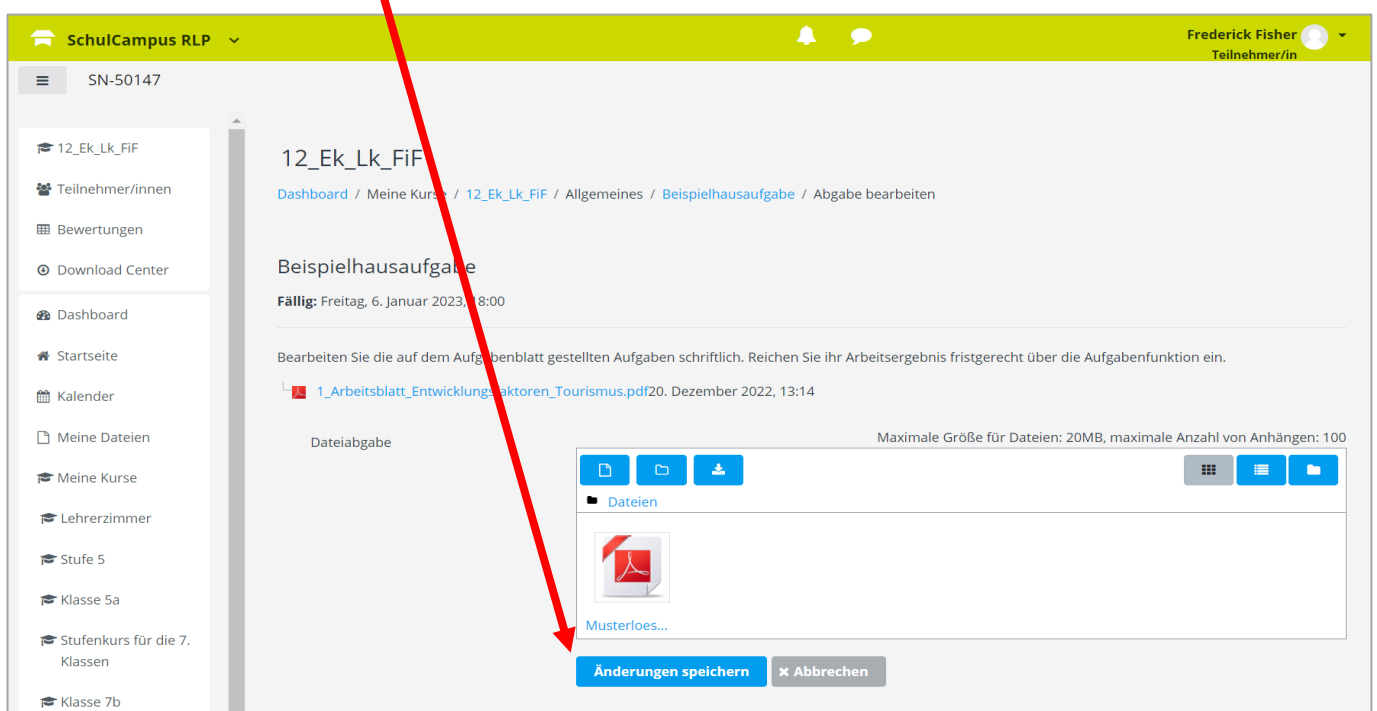 SchulCampus RLP
Frederick Fisher
Teilnehmer/in
SN-50147
12_Ek_Lk_FiF
Teilnehmer/innen
Bewertungen
Download Center
Dashboard
Startseite
Kalender
Meine Dateien
Meine Kurse
Lehrerzimmer
Stufe 5
Klasse 5a
Stufenkurs für die 7.
Klassen
Klasse 7b
12_Ek_Lk_FiF
Dashboard / Meine Kurse / 12_Ek_Lk_FiF / Allgemeines / Beispielhausaufgabe / Abgabe bearbeiten
Beispielhausaufgabe
Fällig: Freitag, 6. Januar 2023, 18:00
Bearbeiten Sie die auf dem Aufgabenblatt gestellten Aufgaben schriftlich. Reichen Sie ihr Arbeitsergebnis fristgerecht über die Aufgabenfunktion ein.
1_Arbeitsblatt_Entwicklungsfaktoren_Tourismus.pdf20. Dezember 2022, 13:14
Dateiabgabe
Maximale Größe für Dateien: 20MB, maximale Anzahl von Anhängen: 100
Dateien
Musterloes...
Änderungen speichern
Abbrechen